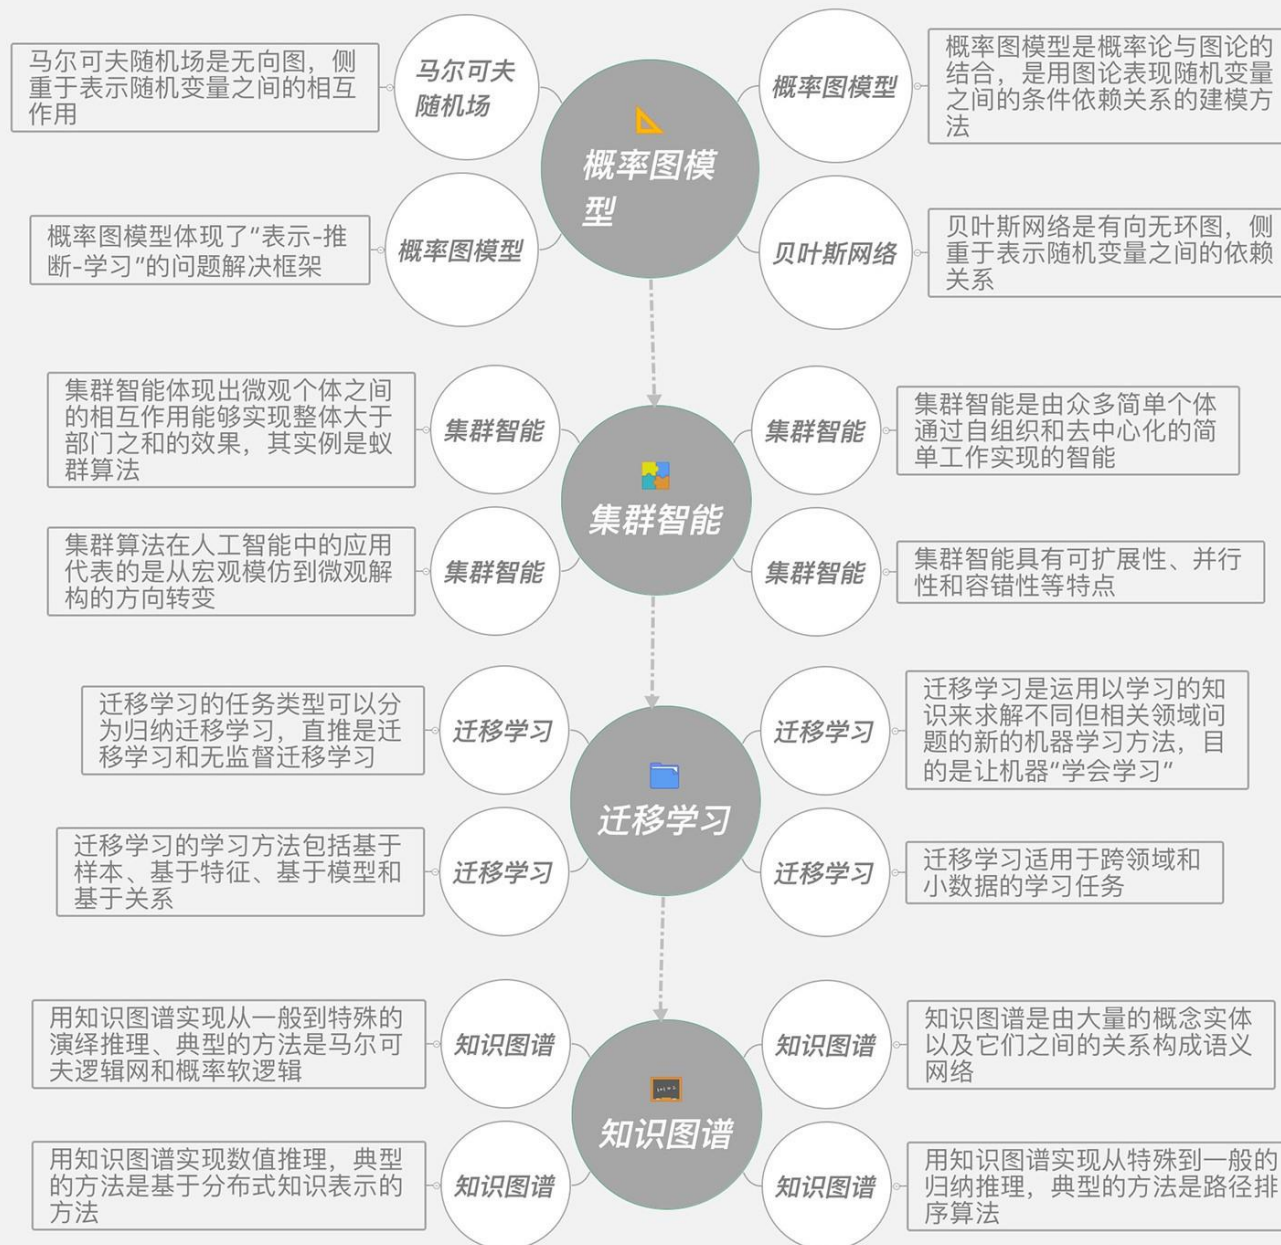 马尔可夫随机场是无向图，侧
重于表示随机变量之间的相互
作用
马尔可夫
随机场
概率图模型体现了“表示-推
断-学习”的问题解决框架
概率图模型
概率图模
型
概率图模型
概率图模型是概率论与图论的
结合，是用图论表现随机变量
之间的条件依赖关系的建模方
法
贝叶斯网络
贝叶斯网络是有向无环图，侧
重于表示随机变量之间的依赖
关系
集群智能体现出微观个体之间
的相互作用能够实现整体大于
部门之和的效果，其实例是蚁
群算法
集群智能
集群算法在人工智能中的应用
代表的是从宏观模仿到微观解
构的方向转变
集群智能
集群智能
集群智能
集群智能是由众多简单个体
通过自组织和去中心化的简
单工作实现的智能
集群智能
集群智能具有可扩展性、并行
性和容错性等特点
迁移学习的任务类型可以分
为归纳迁移学习，直推是迁
移学习和无监督迁移学习
迁移学习
迁移学习的学习方法包括基于
样本、基于特征、基于模型和
基于关系
迁移学习
迁移学习
迁移学习
迁移学习是运用以学习的知
识来求解不同但相关领域问
题的新的机器学习方法，目
的是让机器“学会学习”
迁移学习
迁移学习适用于跨领域和
小数据的学习任务
用知识图谱实现从一般到特殊的
演绎推理、典型的方法是马尔可
夫逻辑网和概率软逻辑
知识图谱
用知识图谱实现数值推理，典型
的方法是基于分布式知识表示的
方法
知识图谱
知识图谱
知识图谱
知识图谱是由大量的概念实体
以及它们之间的关系构成语义
网络
知识图谱
用知识图谱实现从特殊到一般的
归纳推理，典型的方法是路径排
序算法